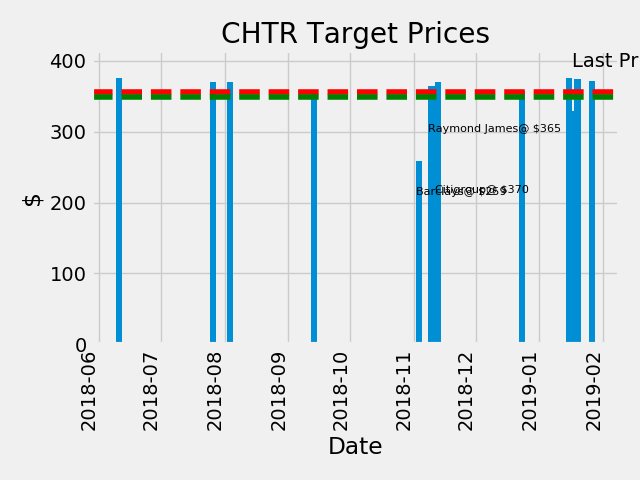 CHTR Target Prices
Last Pr
400
300
200
100
0
$
Raymond James@ $365
Barclays@ $259
Citigroup@ $370
2018-06
2018-07
2018-08
2018-09
2018-10
2018-11
2018-12
2019-01
2019-02
Date